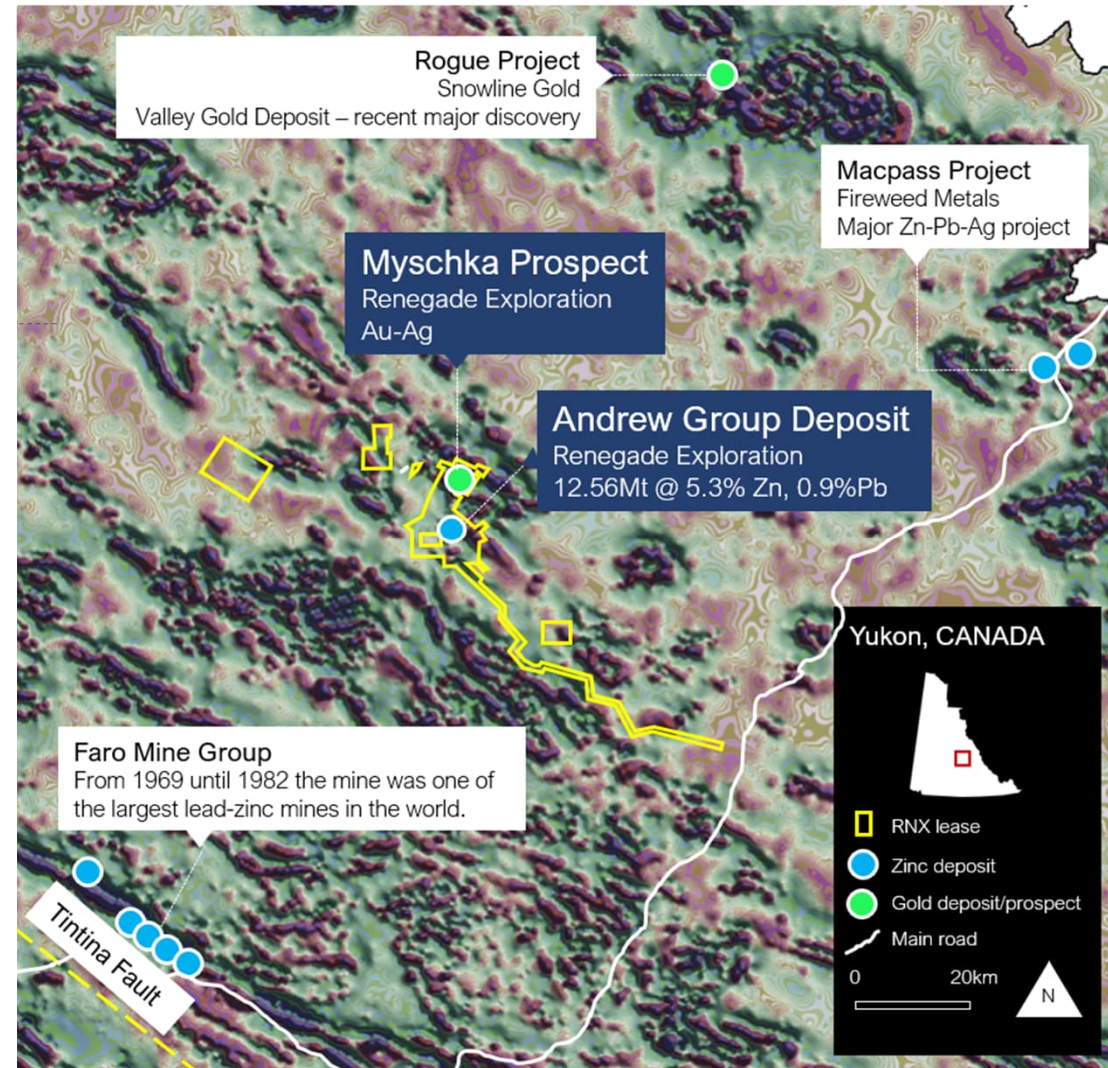 Rogue Project
Snowline Gold
Valley Gold Deposit – recent major discovery
Macpass Project
Fireweed Metals
Major Zn-Pb-Ag project
Myschka Prospect
Renegade Exploration
Au-Ag
Andrew Group Deposit
Renegade Exploration
12.56Mt @ 5.3% Zn, 0.9%Pb
Faro Mine Group
From 1969 until 1982 the mine was one of
the largest lead-zinc mines in the world.
Tintina Fault
Yukon, CANADA
RNX lease
Zinc deposit
Gold deposit/prospect
Main road
0 20km
N